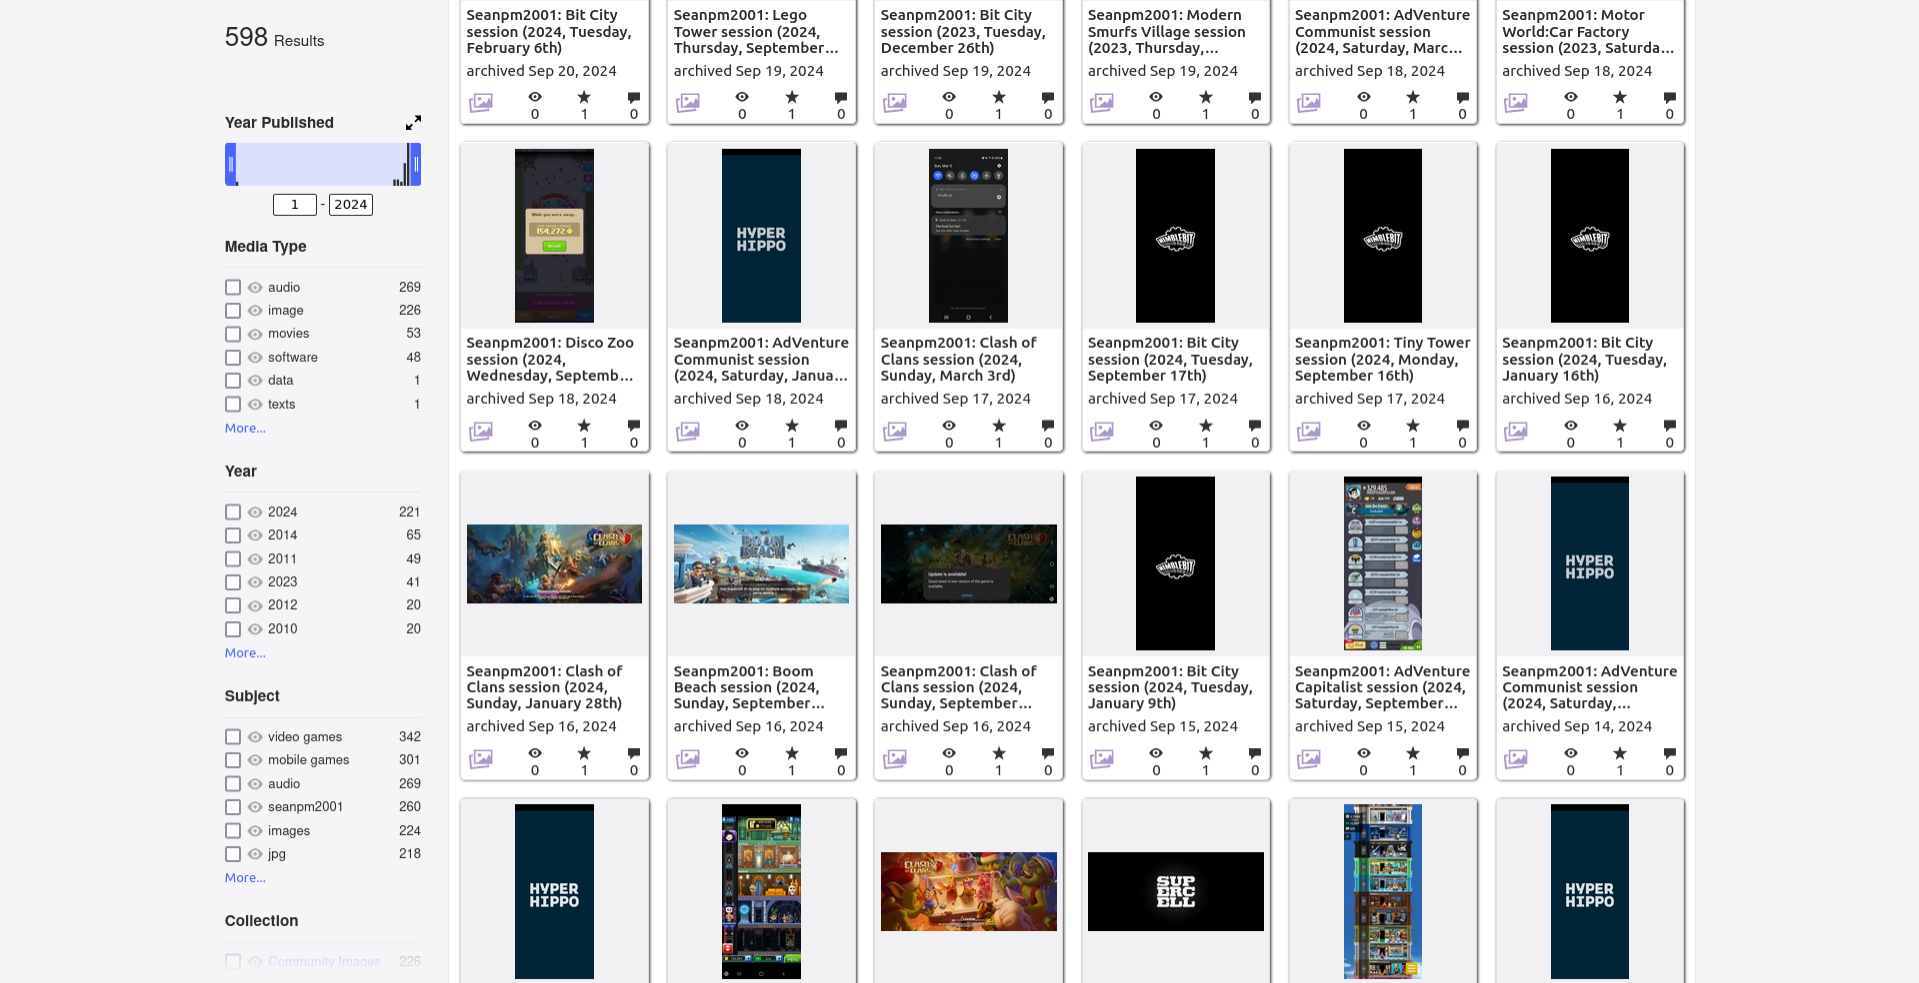 598 Results
Year Published
1 - 2024
Media Type
audio 269
image 226
movies 53
software 48
data 1
texts 1
More...
Year
2024 221
2014 65
2011 49
2023 41
2012 20
2010 20
More...
Subject
video games 342
mobile games 301
audio 269
seanpm2001 260
images 224
jpg 218
More...
Collection
Community Images 226
Seanpm2001: Bit City
session (2024, Tuesday,
February 6th)
archived Sep 20, 2024
0 1 0
Seanpm2001: Lego
Tower session (2024,
Thursday, September...
archived Sep 19, 2024
0 1 0
Seanpm2001: Bit City
session (2023, Tuesday,
December 26th)
archived Sep 19, 2024
0 1 0
Seanpm2001: Modern
Smurfs Village session
(2023, Thursday,...
archived Sep 19, 2024
0 1 0
Seanpm2001: AdVenture
Communist session
(2024, Saturday, Marc...
archived Sep 18, 2024
0 1 0
Seanpm2001: Motor
World:Car Factory
session (2023, Saturda...
archived Sep 18, 2024
0 1 0
While you were away...
154,272
Seanpm2001: Disco Zoo
session (2024,
Wednesday, Septemb...
archived Sep 18, 2024
0 1 0
HYPER
HIPPO
Seanpm2001: AdVenture
Communist session
(2024, Saturday, Janua...
archived Sep 18, 2024
0 1 0
Seanpm2001: Clash of
Clans session (2024,
Sunday, March 3rd)
archived Sep 17, 2024
0 1 0
NIMBLEBIT
Seanpm2001: Bit City
session (2024, Tuesday,
September 17th)
archived Sep 17, 2024
0 1 0
NIMBLEBIT
Seanpm2001: Tiny Tower
session (2024, Monday,
September 16th)
archived Sep 17, 2024
0 1 0
NIMBLEBIT
Seanpm2001: Bit City
session (2024, Tuesday,
January 16th)
archived Sep 16, 2024
0 1 0
CLASH OF
CLANS
Seanpm2001: Clash of
Clans session (2024,
Sunday, January 28th)
archived Sep 16, 2024
0 1 0
BOOM
BEACH
Seanpm2001: Boom
Beach session (2024,
Sunday, September...
archived Sep 16, 2024
0 1 0
CLASH OF
CLANS
Update is available!
Update
Seanpm2001: Clash of
Clans session (2024,
Sunday, September...
archived Sep 16, 2024
0 1 0
NIMBLEBIT
Seanpm2001: Bit City
session (2024, Tuesday,
January 9th)
archived Sep 15, 2024
0 1 0
329.485
Seanpm2001: AdVenture
Capitalist session (2024,
Saturday, September...
archived Sep 15, 2024
0 1 0
HYPER
HIPPO
Seanpm2001: AdVenture
Communist session
(2024, Saturday,...
archived Sep 14, 2024
0 1 0
HYPER
HIPPO
CLASH OF
CLANS
SUP
ERC
ELL
HYPER
HIPPO